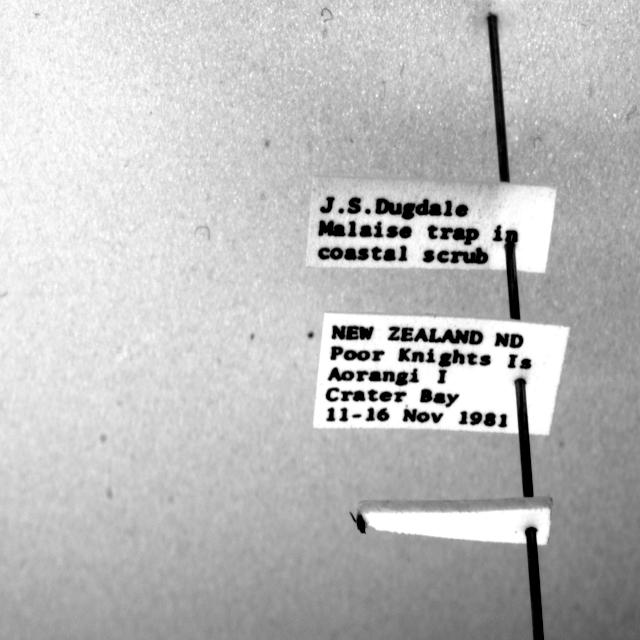 J.S.Dugdale
Malaise trap in
coastal scrub
NEW ZEALAND ND
Poor Knights Is
Aorangi I
Crater Bay
11-16 Nov 1981